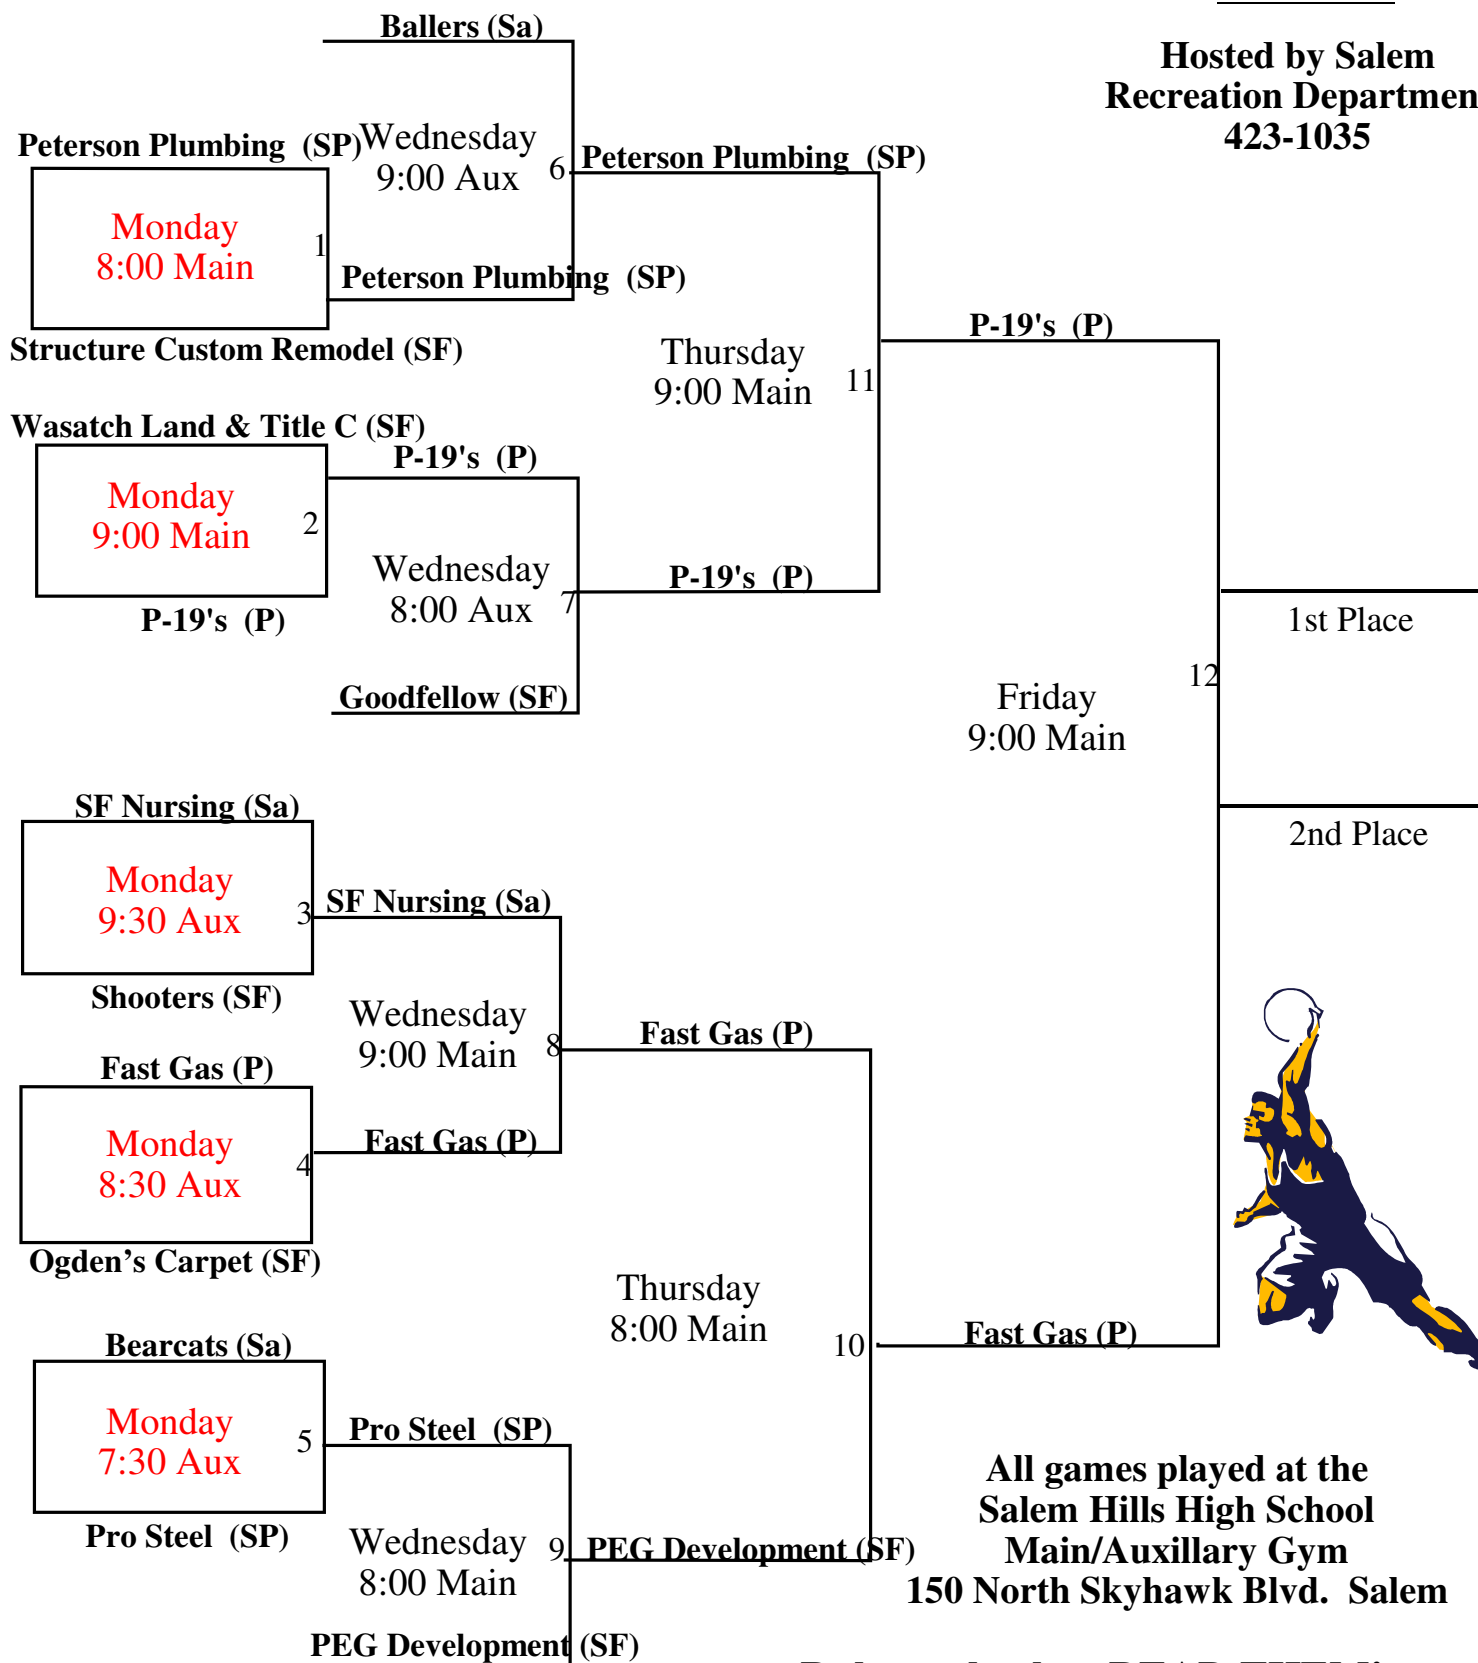 Ballers (Sa)
Hosted by Salem
Recreation Departmen
423-1035
Peterson Plumbing  (SP)
Wednesday
9:00 Aux
6
Peterson Plumbing  (SP)
Monday
8:00 Main
1
Peterson Plumbing  (SP)
Structure Custom Remodel (SF)
Thursday
9:00 Main
11
P-19's  (P)
Wasatch Land & Title C (SF)
P-19's  (P)
Monday
9:00 Main
2
Wednesday
8:00 Aux
7
P-19's  (P)
P-19's  (P)
Goodfellow (SF)
1st Place
12
Friday
9:00 Main
2nd Place
SF Nursing (Sa)
Monday
9:30 Aux
3
SF Nursing (Sa)
Shooters (SF)
Wednesday
9:00 Main
8
Fast Gas (P)
Fast Gas (P)
Monday
8:30 Aux
4
Fast Gas (P)
Ogden's Carpet (SF)
Thursday
8:00 Main
10
Fast Gas (P)
Bearcats (Sa)
Monday
7:30 Aux
5
Pro Steel  (SP)
Pro Steel  (SP)
Wednesday
8:00 Main
9
PEG Development (SF)
PEG Development (SF)
All games played at the
Salem Hills High School
Main/Auxillary Gym
150 North Skyhawk Blvd.  Salem